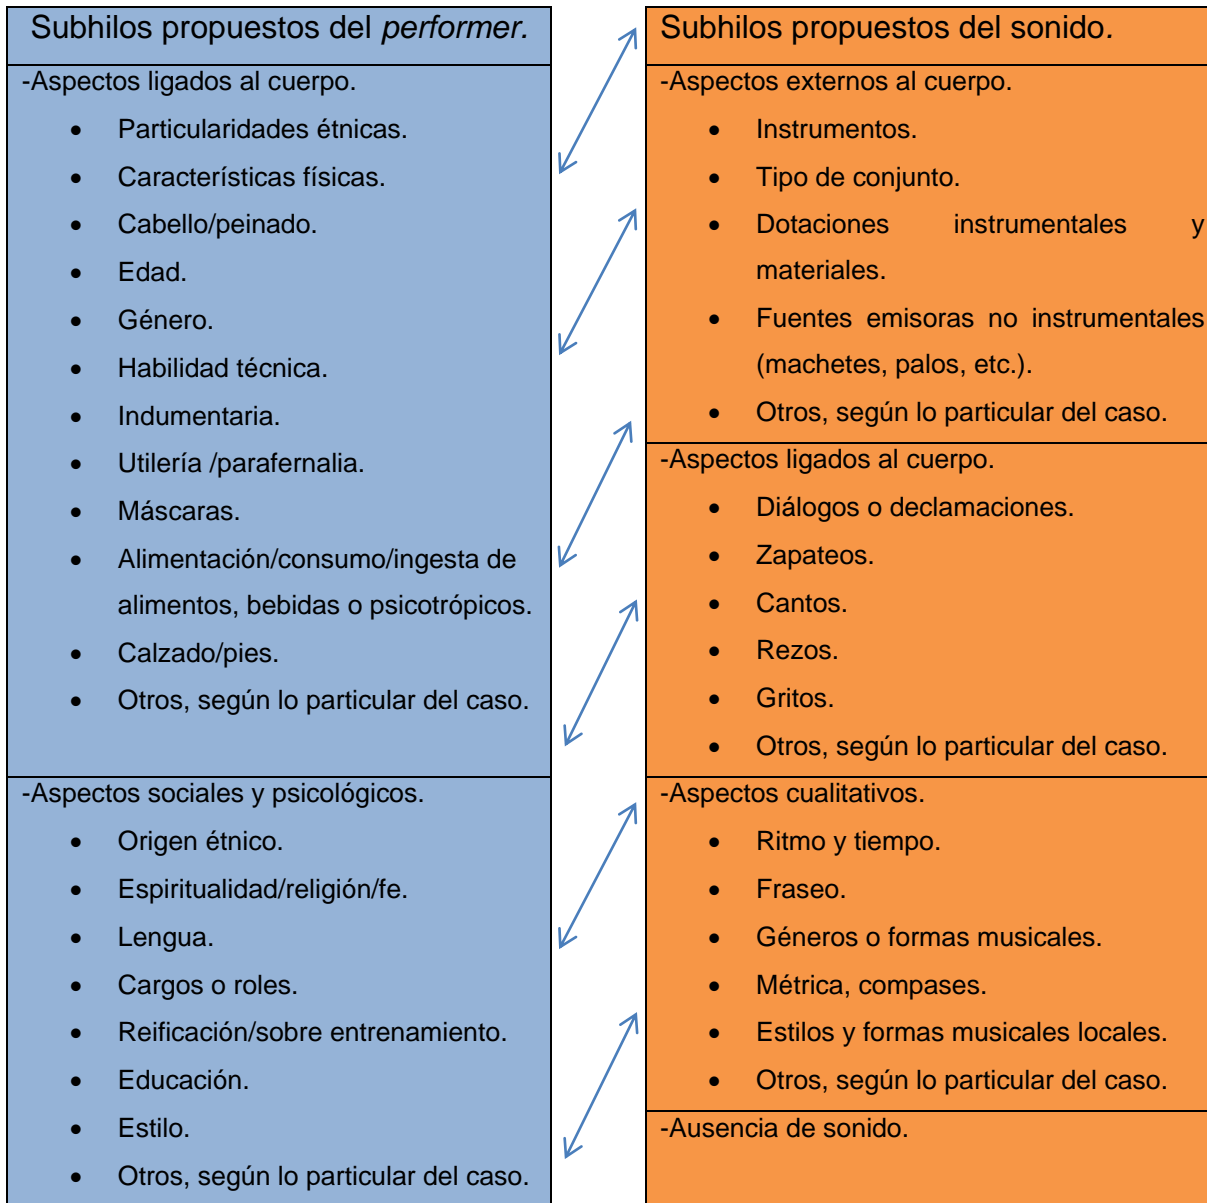 Subhilos propuestos del performer.
-Aspectos ligados al cuerpo.
• Particularidades étnicas.
• Características físicas.
• Cabello/peinado.
• Edad.
• Género.
• Habilidad técnica.
• Indumentaria.
• Utilería /parafernalia.
• Máscaras.
• Alimentación/consumo/ingesta de
alimentos, bebidas o psicotrópicos.
• Calzado/pies.
• Otros, según lo particular del caso.
-Aspectos sociales y psicológicos.
• Origen étnico.
• Espiritualidad/religión/fe.
• Lengua.
• Cargos o roles.
• Reificación/sobre entrenamiento.
• Educación.
• Estilo.
• Otros, según lo particular del caso.
Subhilos propuestos del sonido.
-Aspectos externos al cuerpo.
• Instrumentos.
• Tipo de conjunto.
• Dotaciones instrumentales y
materiales.
• Fuentes emisoras no instrumentales
(machetes, palos, etc.).
• Otros, según lo particular del caso.
-Aspectos ligados al cuerpo.
• Diálogos o declamaciones.
• Zapateos.
• Cantos.
• Rezos.
• Gritos.
• Otros, según lo particular del caso.
-Aspectos cualitativos.
• Ritmo y tiempo.
• Fraseo.
• Géneros o formas musicales.
• Métrica, compases.
• Estilos y formas musicales locales.
• Otros, según lo particular del caso.
-Ausencia de sonido.